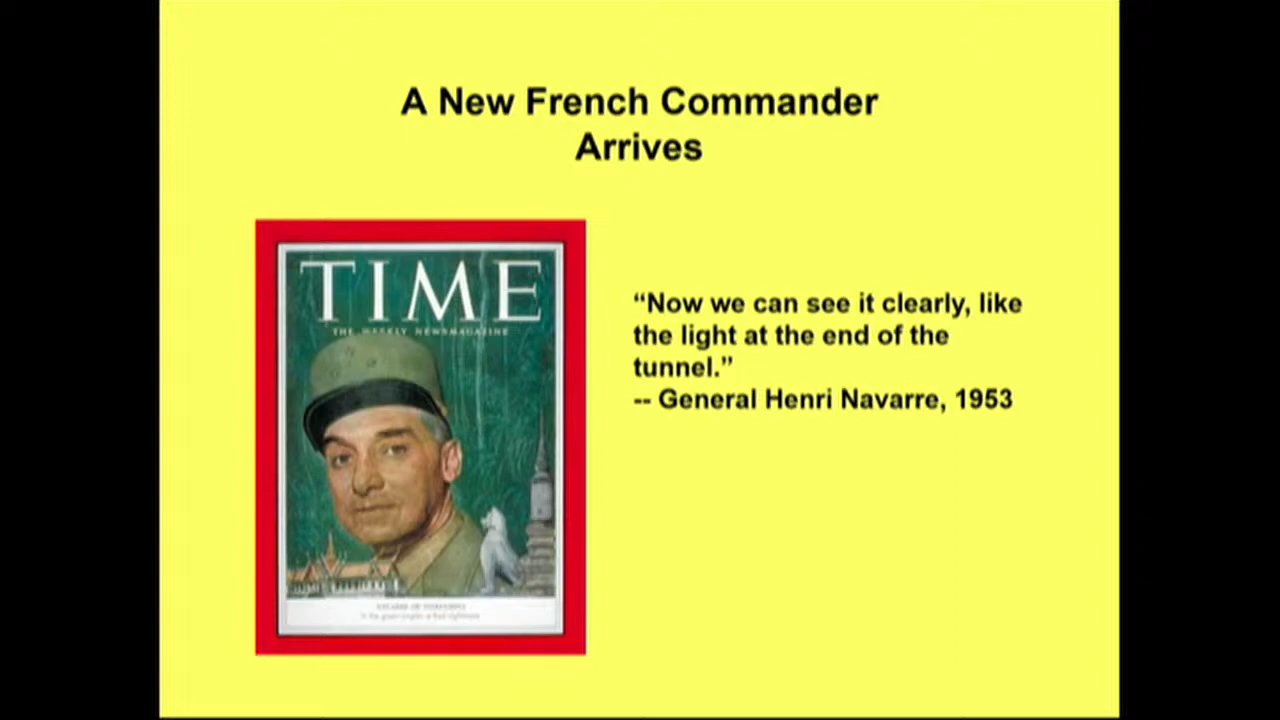 A New French Commander
Arrives
TIME
THE WEEKLY NEWSMAGAZINE
“Now we can see it clearly, like
the light at the end of the
tunnel.”
-- General Henri Navarre, 1953